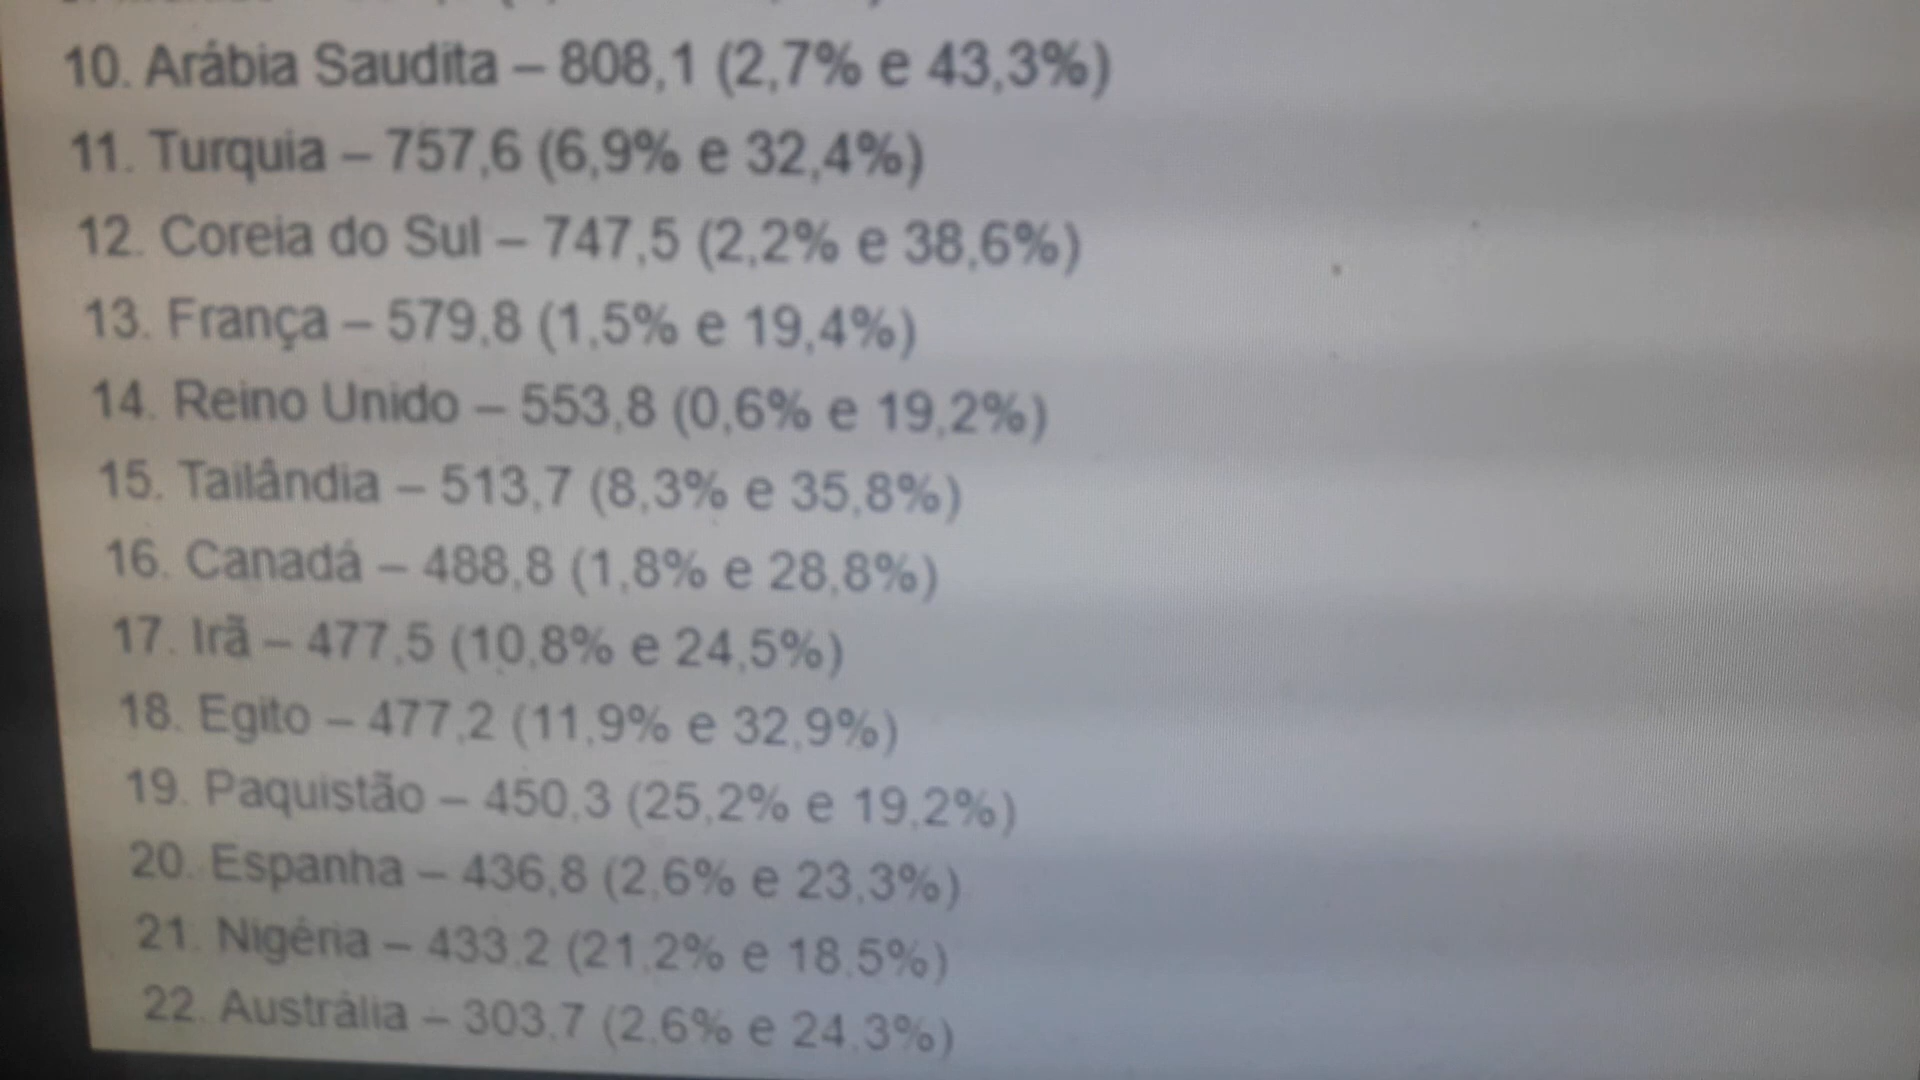 10. Arábia Saudita – 808,1 (2,7% e 43,3%)
11. Turquia – 757,6 (6,9% e 32,4%)
12. Coreia do Sul – 747,5 (2,2% e 38,6%)
13. França – 579,8 (1,5% e 19,4%)
14. Reino Unido – 553,8 (0,6% e 19,2%)
15. Tailândia – 513,7 (8,3% e 35,8%)
16. Canadá – 488,8 (1,8% e 28,8%)
17. Irã – 477,5 (10,8% e 24,5%)
18. Egito – 477,2 (11,9% e 32,9%)
19. Paquistão – 450,3 (25,2% e 19,2%)
20. Espanha – 436,8 (2,6% e 23,3%)
21. Nigéria – 433,2 (21,2% e 18,5%)
22. Austrália – 303,7 (2,6% e 24,3%)